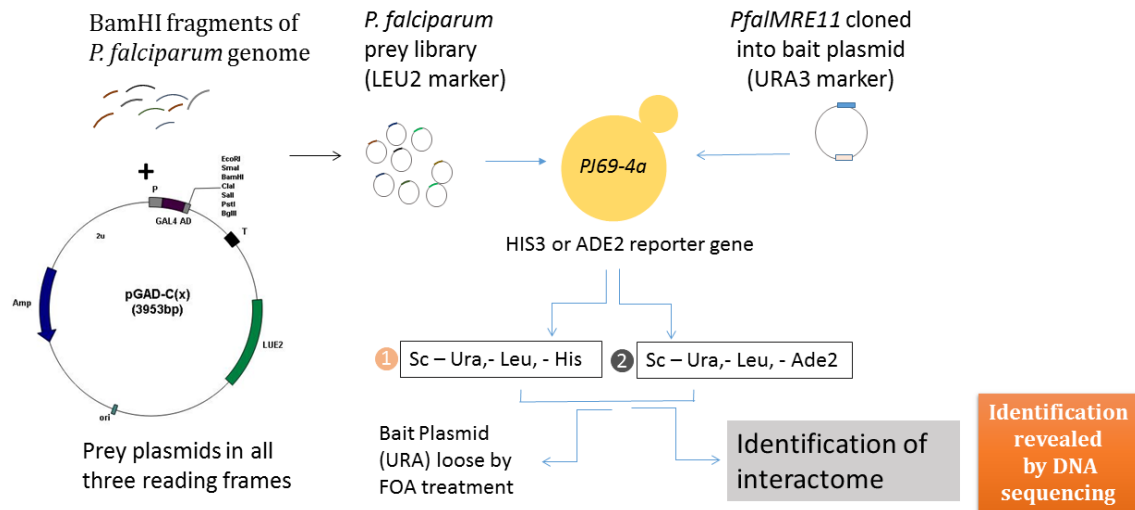 BamHI fragments of
P. falciparum genome
P. falciparum
prey library
(LEU2 marker)
PfalMRE11 cloned
into bait plasmid
(URA3 marker)
+
EcoRI
SmaI
BamHI
ClaI
SalI
PstI
BglII
P
GAL4 AD
T
2u
Amp
pGAD-C(x)
(3953bp)
LUE2
ori
PJ69-4a
HIS3 or ADE2 reporter gene
1 Sc – Ura,- Leu, - His
2 Sc – Ura,- Leu, - Ade2
Prey plasmids in all
three reading frames
Bait Plasmid
(URA) loose by
FOA treatment
Identification of
interactome
Identification
revealed
by DNA
sequencing